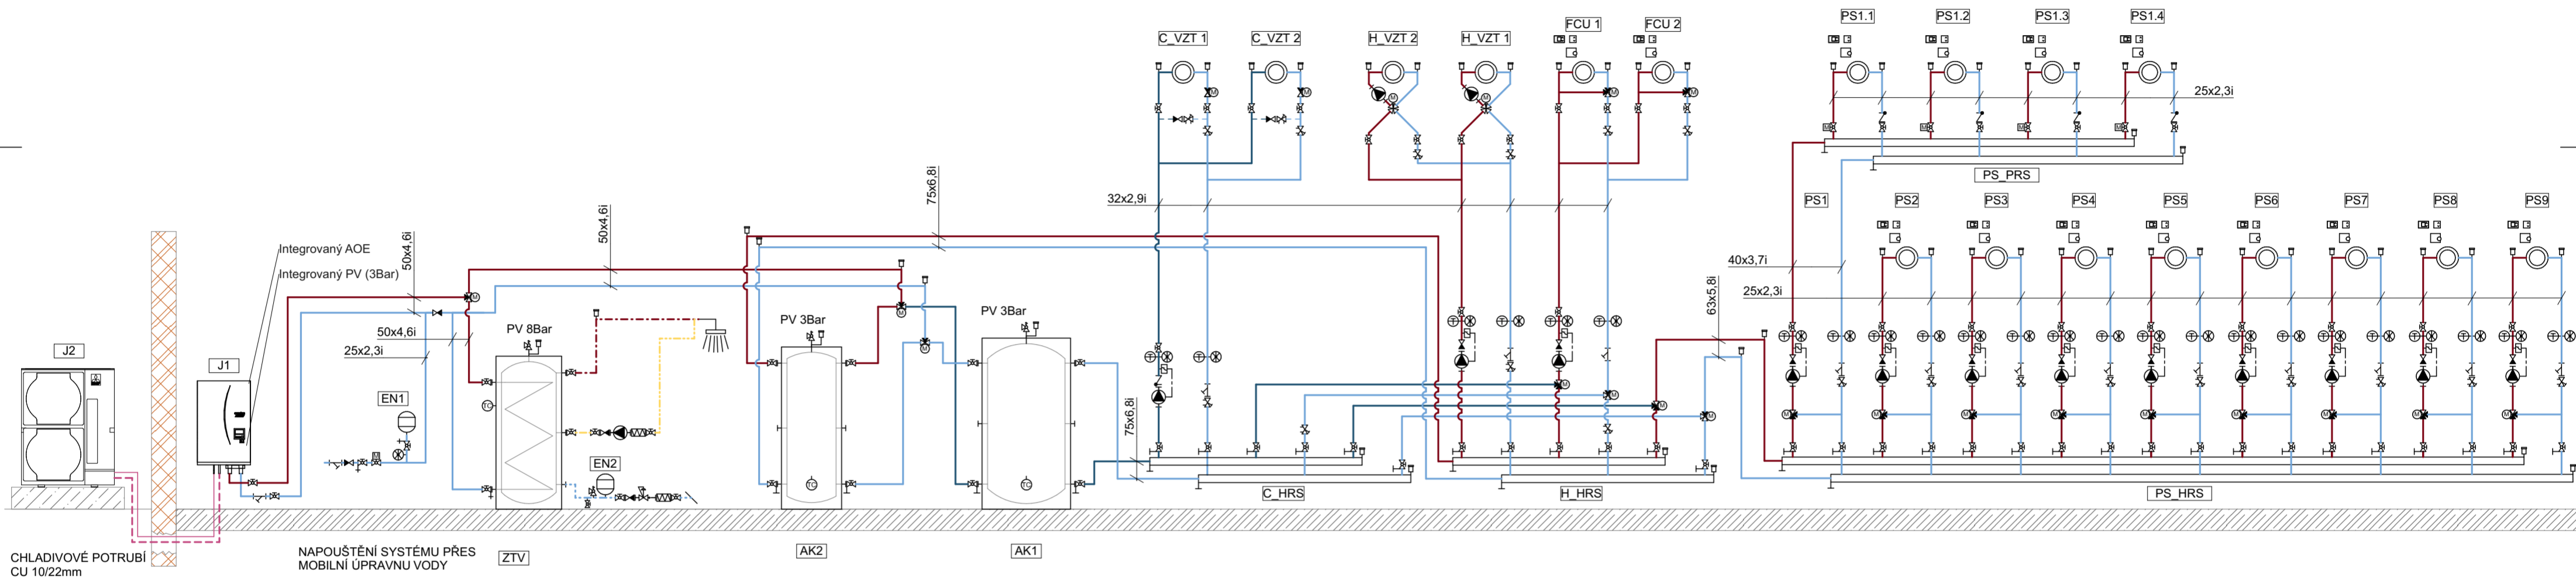 C_VZT 1
C_VZT 2
H_VZT 2
H_VZT 1
FCU 1
FCU 2
PS1.1
PS1.2
PS1.3
PS1.4
25x2,3i
PS_PRS
75x6,8i
32x2,9i
50x4,6i
50x4,6i
Integrovaný AOE
Integrovaný PV (3Bar)
PS1
PS2
PS3
PS4
PS5
PS6
PS7
PS8
PS9
40x3,7i
25x2,3i
63x5,8i
50x4,6i
25x2,3i
PV 8Bar
PV 3Bar
PV 3Bar
J2
J1
EN1
EN2
TC
TC
TC
75x6,8i
C_HRS
H_HRS
PS_HRS
CHLADIVOVÉ POTRUBÍ
CU 10/22mm
NAPOUŠTĚNÍ SYSTÉMU PŘES
MOBILNÍ ÚPRAVNU VODY
ZTV
AK2
AK1